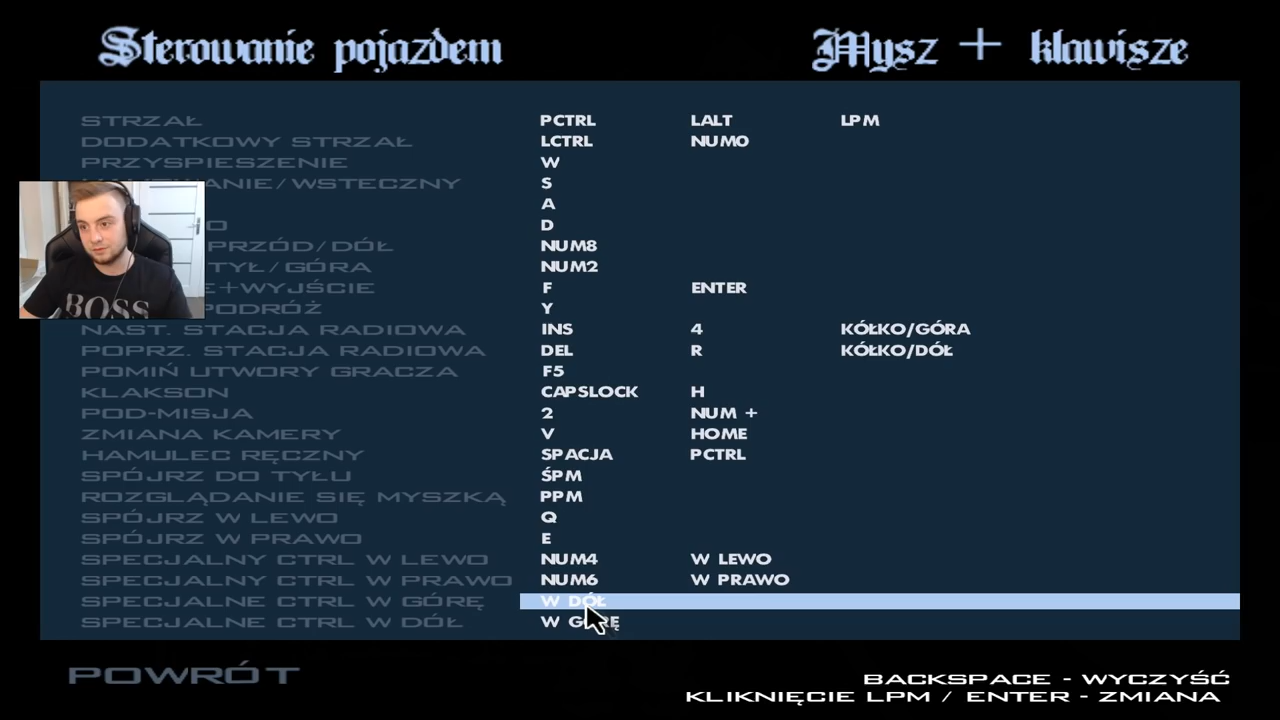 Sterowanie pojazdem Mysz + klawisze
STRZAŁ PCTRL LALT LPM
DODATKOWY STRZAŁ LCTRL NUM0
PRZYSPIESZENIE W
/WSTECZNY S
A
D
PRZÓD/DÓŁ NUM8
TYŁ/GÓRA NUM2
+WYJŚCIE F ENTER
PODRÓŻ Y
NAST. STACJA RADIOWA INS 4 KÓŁKO/GÓRA
POPRZ. STACJA RADIOWA DEL R KÓŁKO/DÓŁ
POMIŃ UTWORY GRACZA F5
KLAKSON CAPSLOCK H
POD-MISJA 2 NUM +
ZMIANA KAMERY V HOME
HAMULEC RĘCZNY SPACJA PCTRL
SPÓJRZ DO TYŁU ŚPM
ROZGLĄDANIE SIĘ MYSZKĄ PPM
SPÓJRZ W LEWO Q
SPÓJRZ W PRAWO E
SPECJALNY CTRL W LEWO NUM4 W LEWO
SPECJALNY CTRL W PRAWO NUM6 W PRAWO
SPECJALNE CTRL W GÓRĘ W DÓŁ
SPECJALNE CTRL W DÓŁ W GÓRĘ
POWRÓT
BACKSPACE - WYCZYŚĆ
KLIKNIĘCIE LPM / ENTER - ZMIANA
BOSS